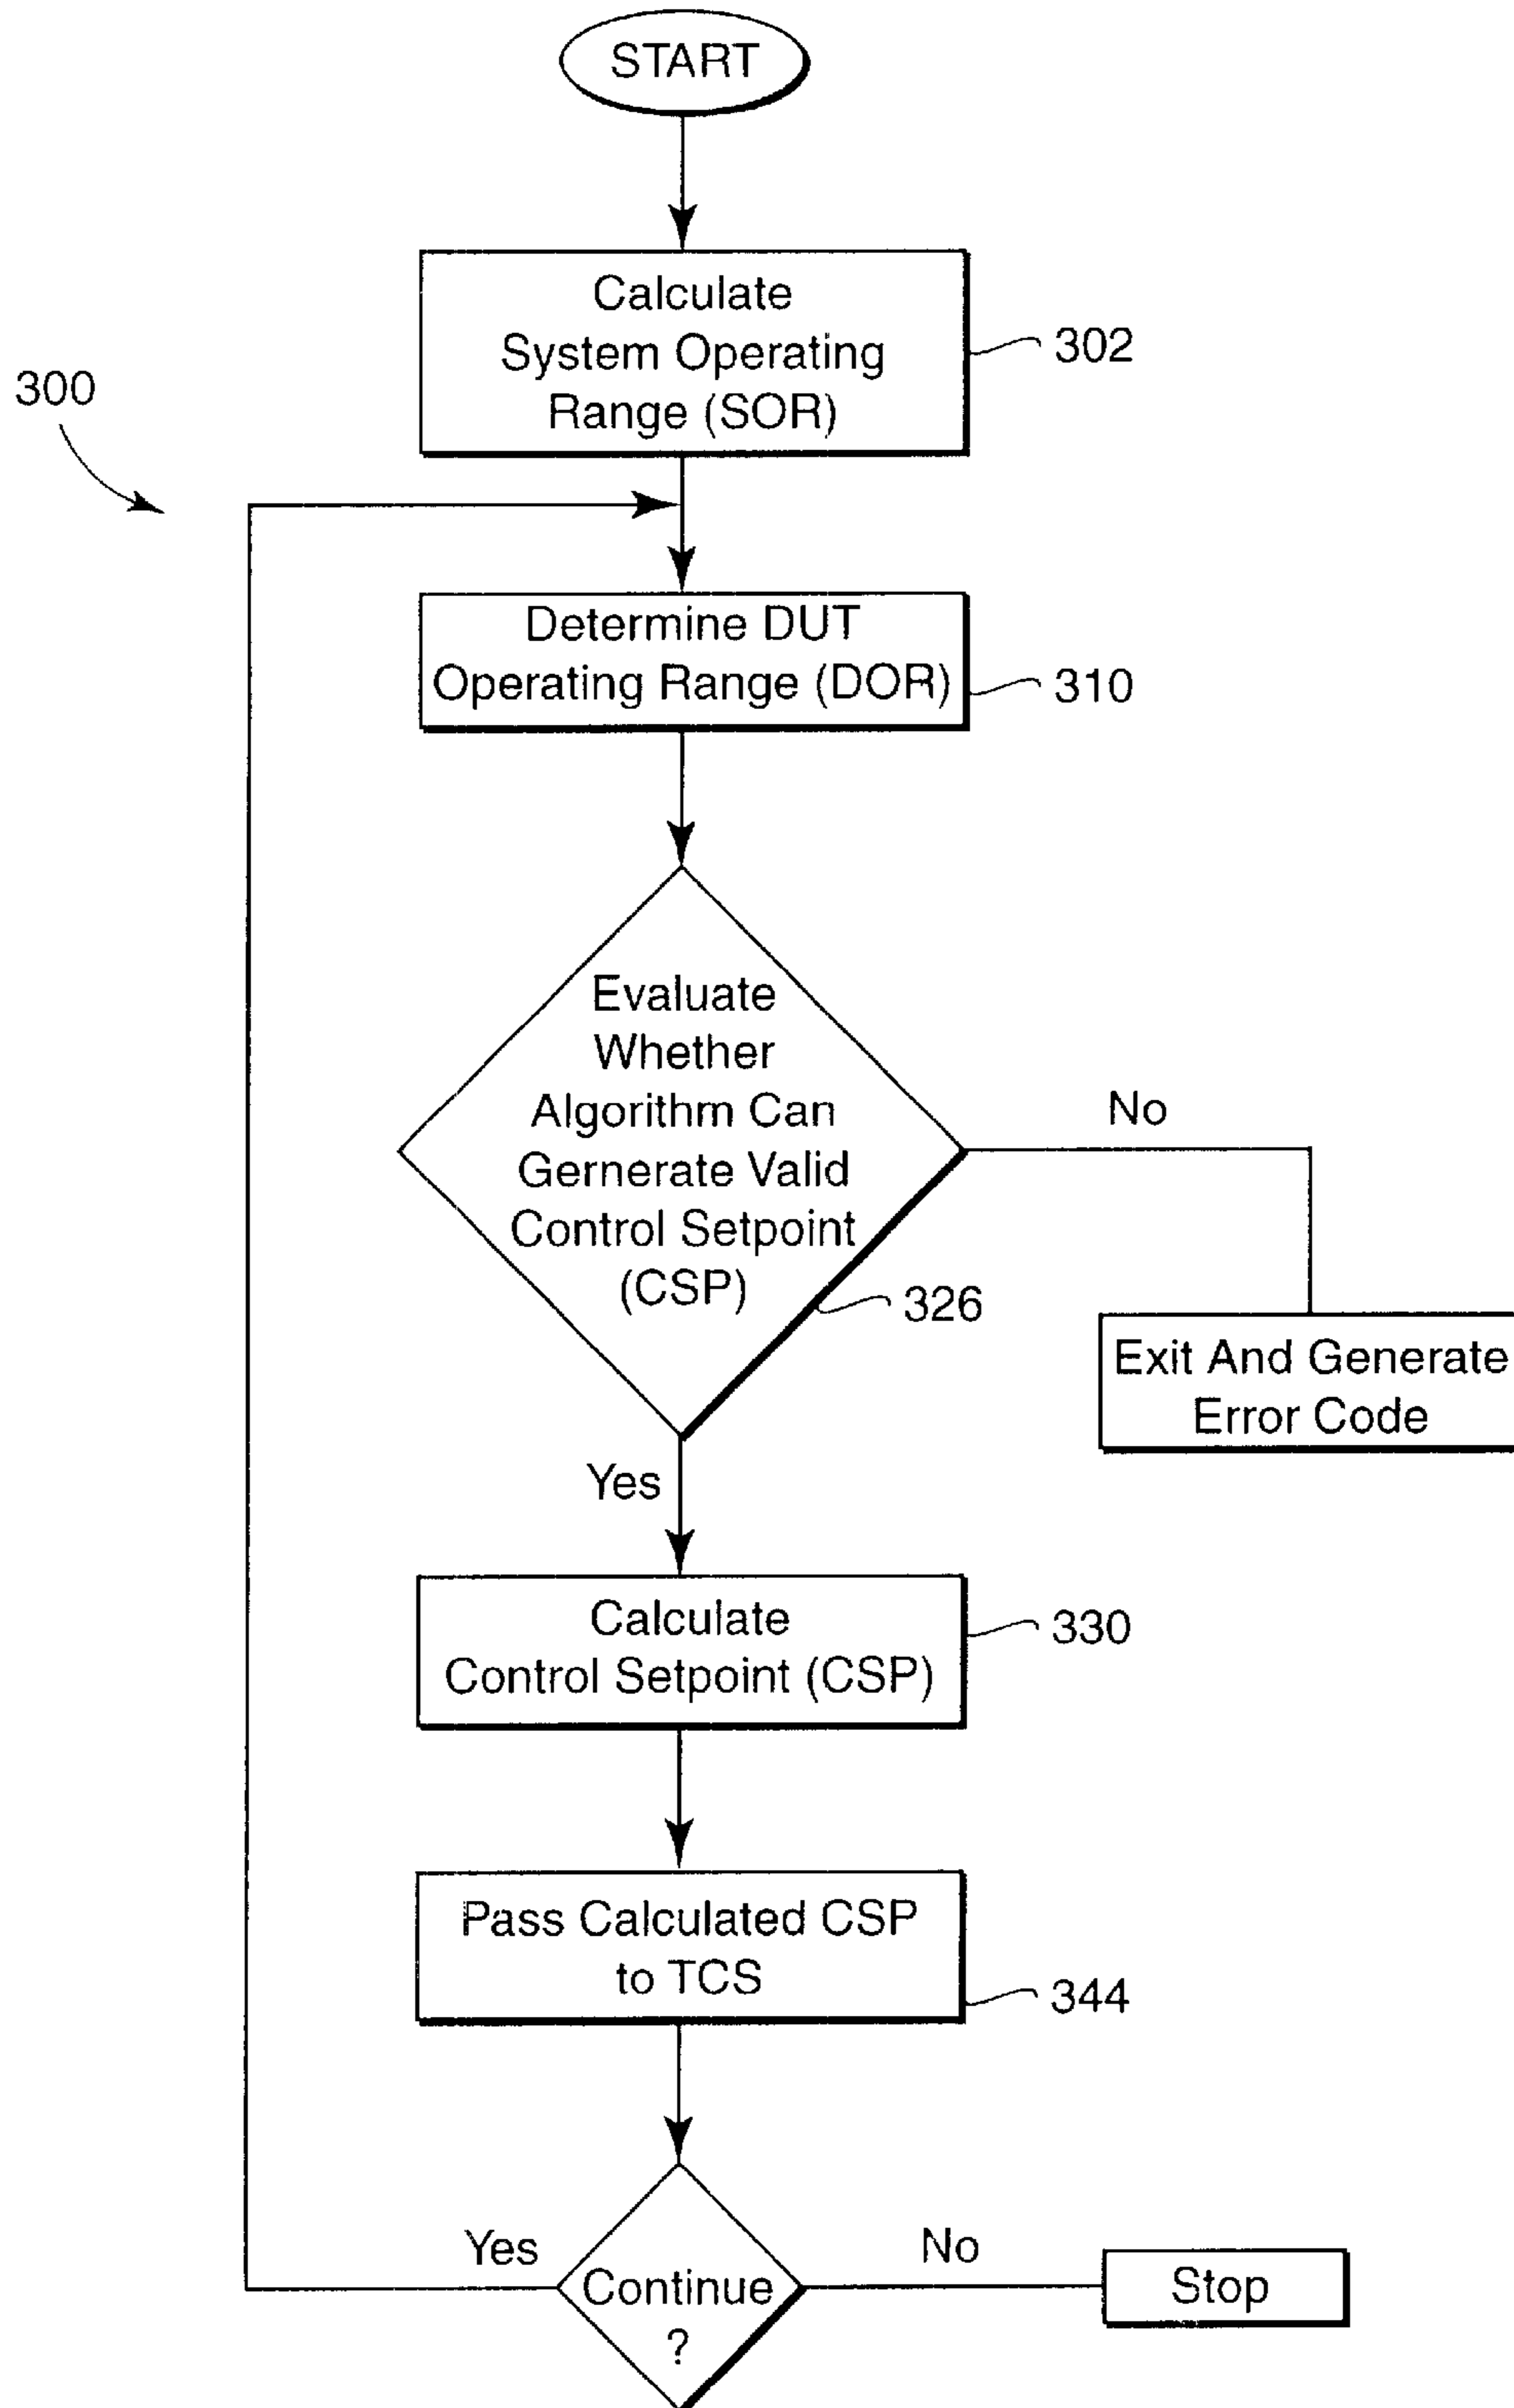 START
Calculate
System Operating
Range (SOR)
302
300
Determine DUT
Operating Range (DOR)
310
Evaluate
Whether
Algorithm Can
Gernerate Valid
Control Setpoint
(CSP)
326
No
Exit And Generate
Error Code
Yes
Calculate
Control Setpoint (CSP)
330
Pass Calculated CSP
to TCS
344
Yes
Continue
?
No
Stop